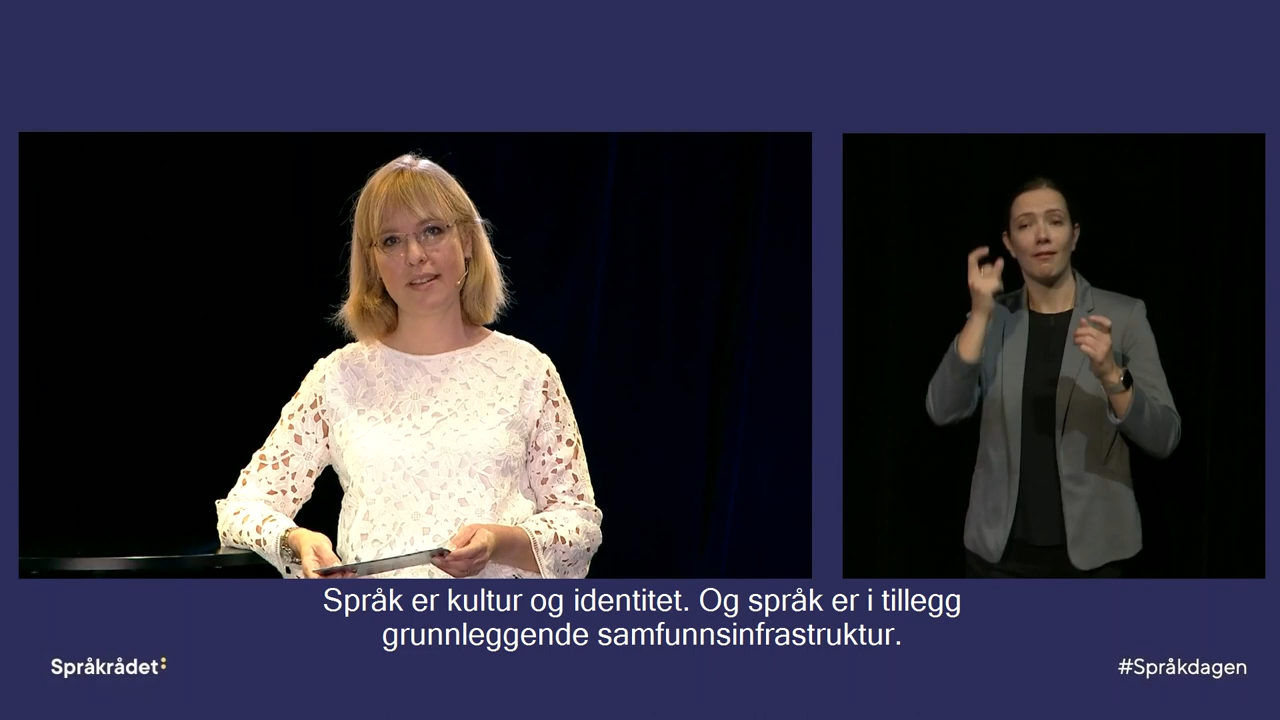 Språk er kultur og identitet. Og språk er i tillegg
grunnleggende samfunnsinfrastruktur.
Språkrådet:
#Språkdagen